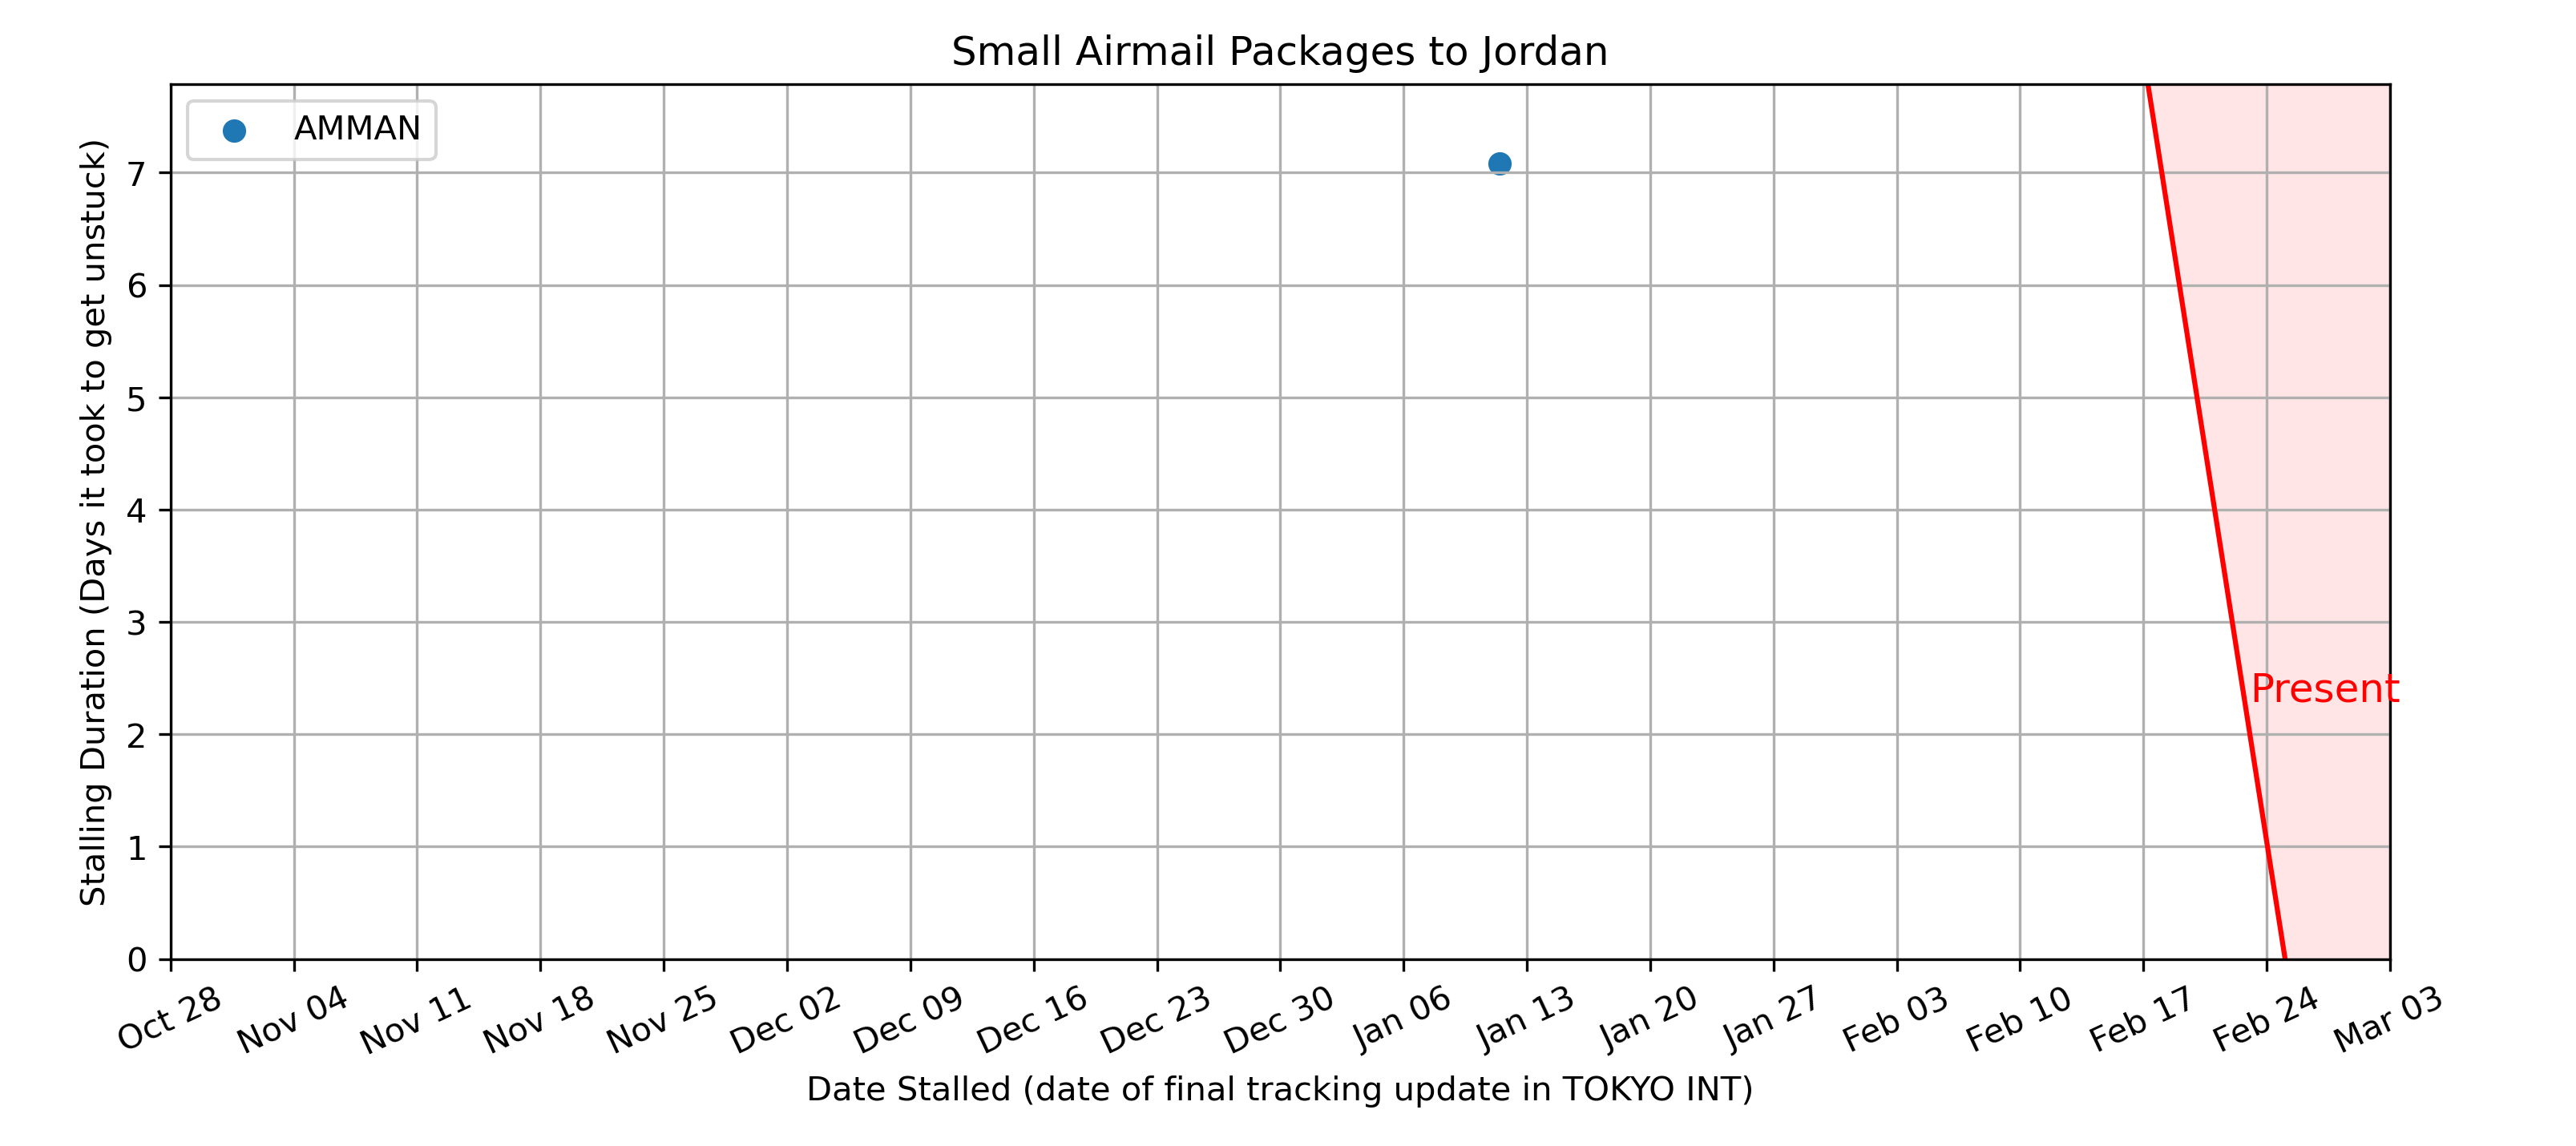 Small Airmail Packages to Jordan
AMMAN
Stalling Duration (Days it took to get unstuck)
7
6
5
4
3
2
1
0
Present
Oct 28
Nov 04
Nov 11
Nov 18
Nov 25
Dec 02
Dec 09
Dec 16
Dec 23
Dec 30
Jan 06
Jan 13
Jan 20
Jan 27
Feb 03
Feb 10
Feb 17
Feb 24
Mar 03
Date Stalled (date of final tracking update in TOKYO INT)